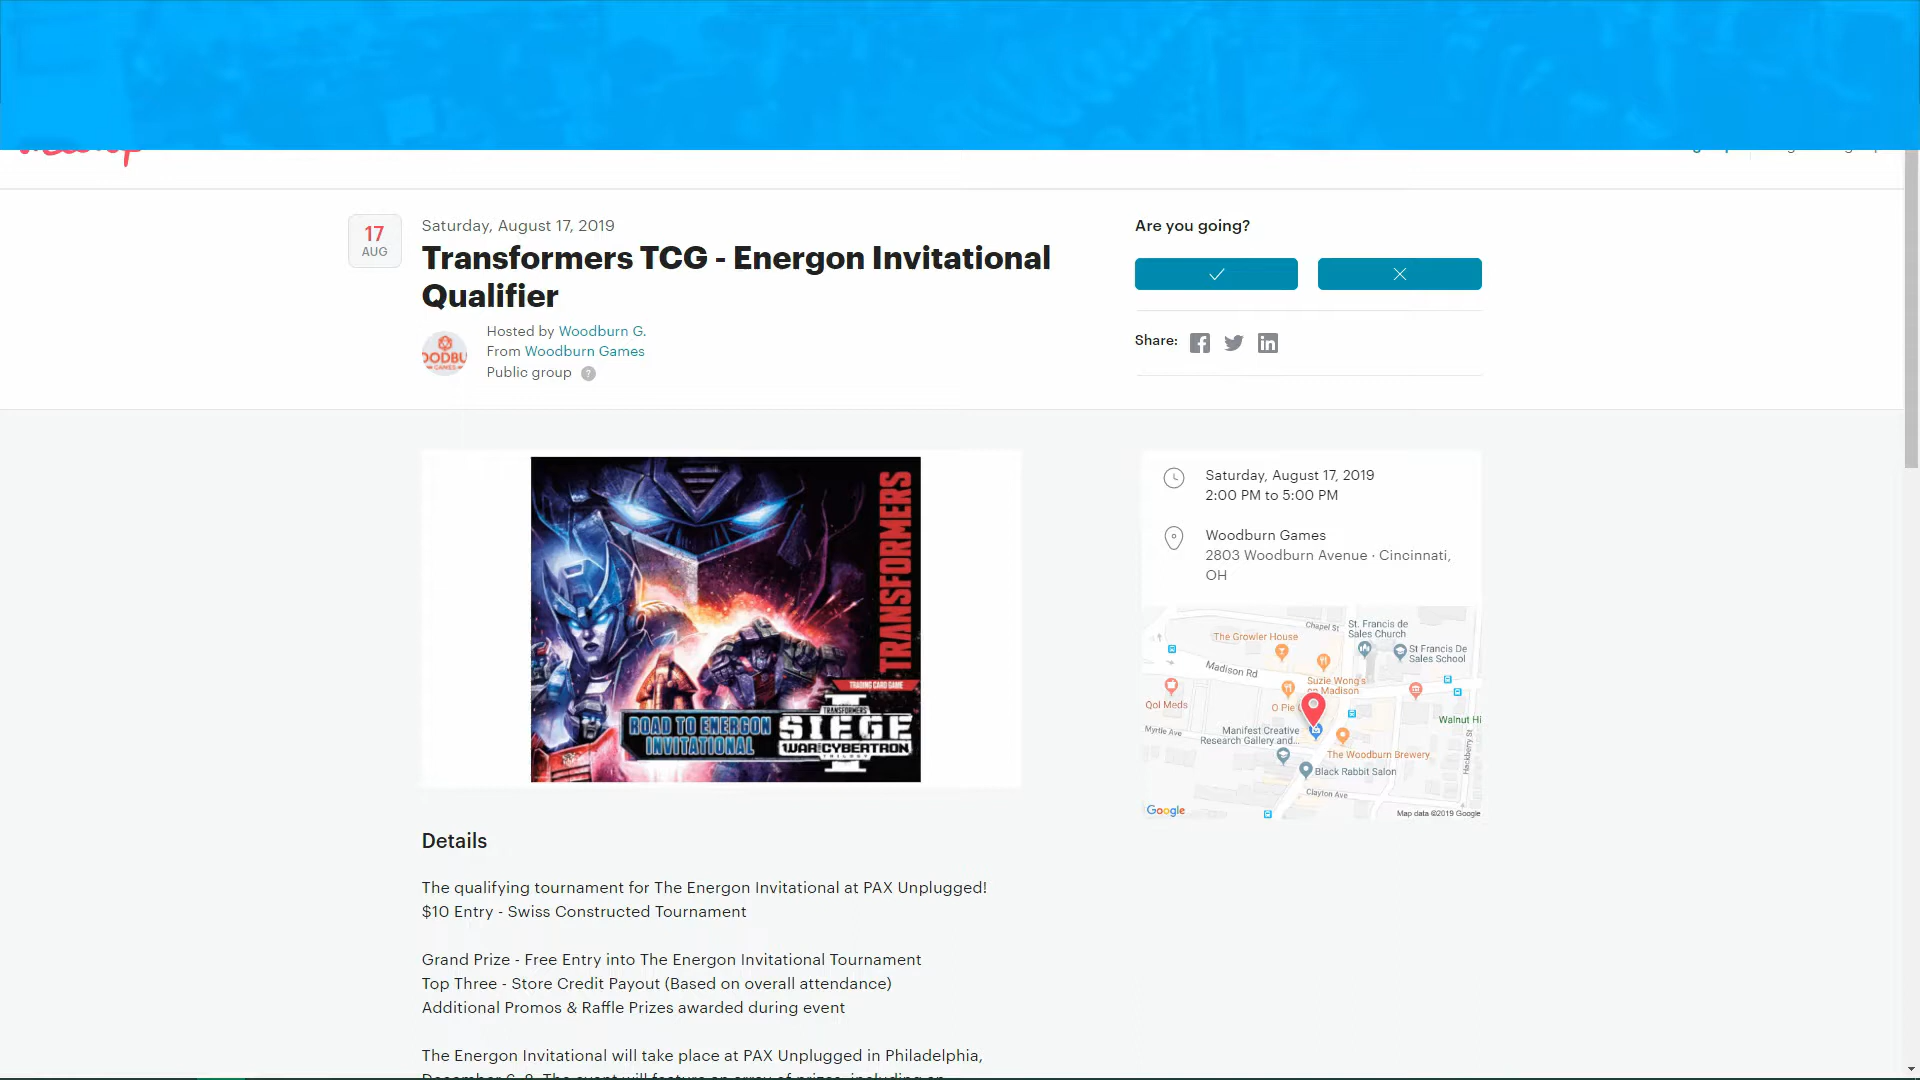 Saturday, August 17, 2019
17
AUG
Transformers TCG - Energon Invitational
Qualifier
Hosted by Woodburn G.
From Woodburn Games
Public group ?
Are you going?
Share:
TRANSFORMERS
TRADING CARD GAME
ROAD TO ENERGON
INVITATIONAL
TRANSFORMERS
SIEGE
WAR FOR CYBERTRON
TRILOGY
I
Saturday, August 17, 2019
2:00 PM to 5:00 PM
Woodburn Games
2803 Woodburn Avenue · Cincinnati,
OH
Chapel St
St. Francis de
Sales Church
The Growler House
St Francis De
Sales School
Madison Rd
Suzie Wong's
on Madison
Qol Meds
O Pie
Walnut Hi
Myrtle Ave
Manifest Creative
Research Gallery and...
Hackberry St
The Woodburn Brewery
Black Rabbit Salon
Clayton Ave
Google
Map data ©2019 Google
Details
The qualifying tournament for The Energon Invitational at PAX Unplugged!
$10 Entry - Swiss Constructed Tournament
Grand Prize - Free Entry into The Energon Invitational Tournament
Top Three - Store Credit Payout (Based on overall attendance)
Additional Promos & Raffle Prizes awarded during event
The Energon Invitational will take place at PAX Unplugged in Philadelphia,